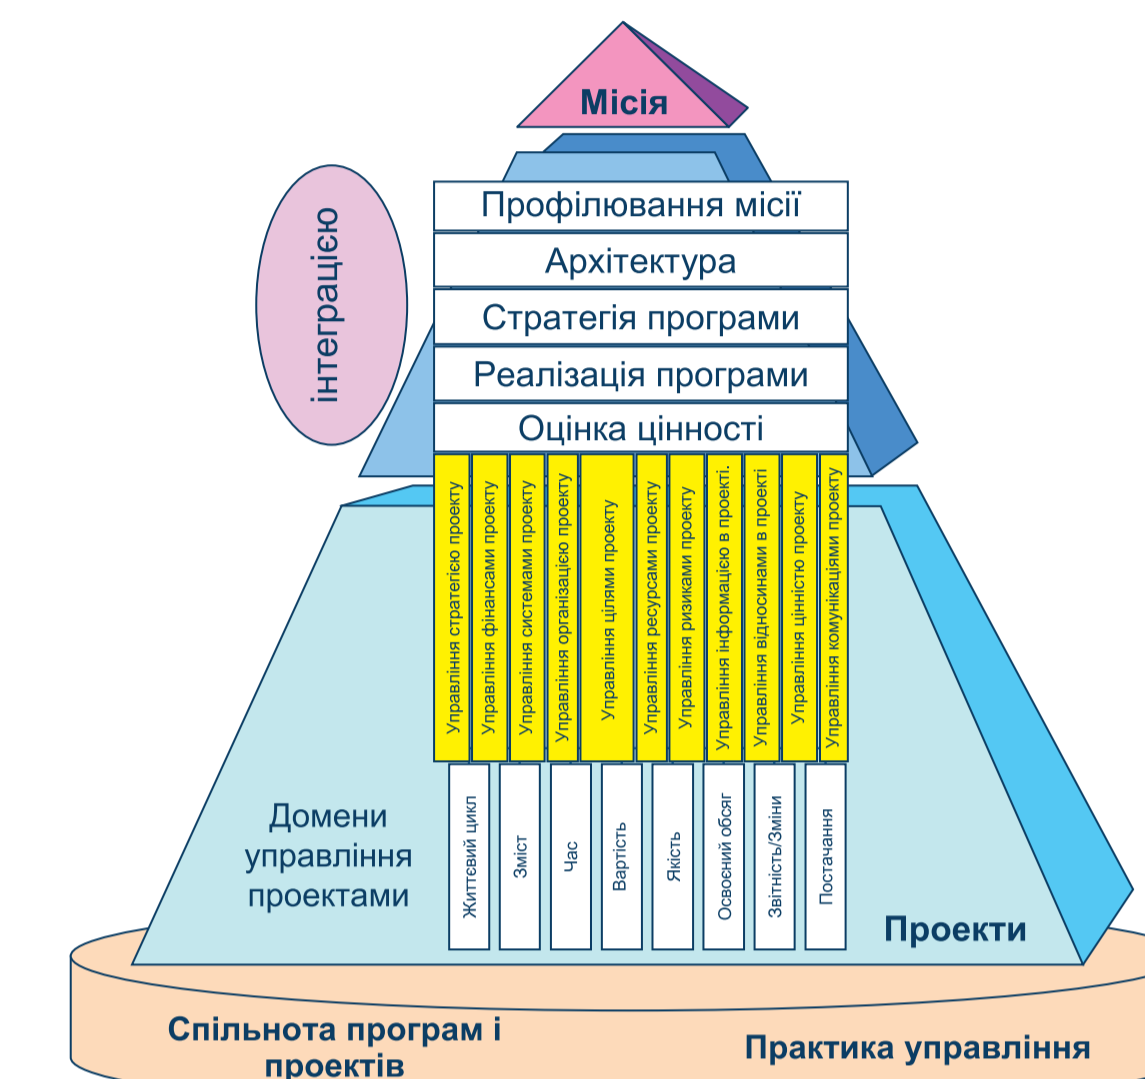 Місія
інтеграцією
Профілювання місії
Архітектура
Стратегія програми
Реалізація програми
Оцінка цінності
Управління стратегією проекту
Управління фінансами проекту
Управління системами проекту
Управління організацією проекту
Управління цілями проекту
Управління ресурсами проекту
Управління ризиками проекту
Управління інформацією в проекті.
Управління відносинами в проекті
Управління цінністю проекту
Управління комунікаціями проекту
Домени
управління
проектами
Життєвий цикл
Зміст
Час
Вартість
Якість
Освоєний обсяг
Звітність/Зміни
Постачання
Проекти
Спільнота програм і
проектів
Практика управління